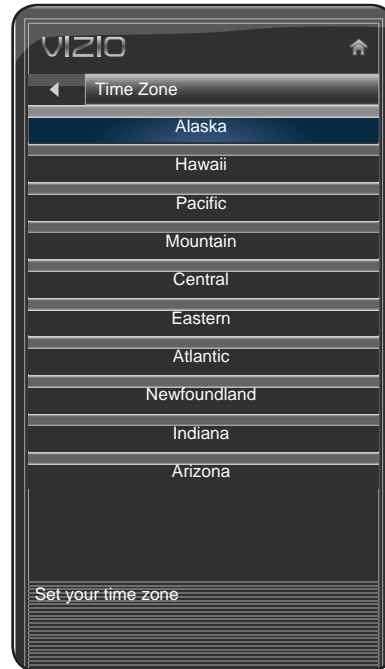 VIZIO
Time Zone
Alaska
Hawaii
Pacific
Mountain
Central
Eastern
Atlantic
Newfoundland
Indiana
Arizona
Set your time zone